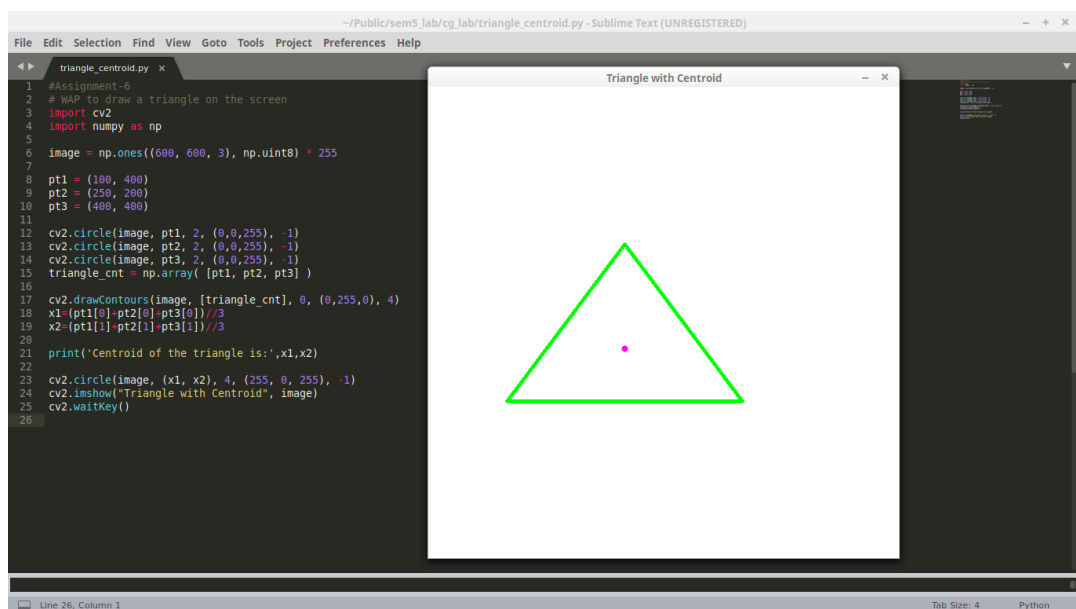 ~/Public/sem5_lab/cg_lab/triangle_centroid.py - Sublime Text (UNREGISTERED)
File Edit Selection Find View Goto Tools Project Preferences Help
triangle_centroid.py ×
Triangle with Centroid
1 #Assignment-6
2 # WAP to draw a triangle on the screen
3 import cv2
4 import numpy as np
5
6 image = np.ones((600, 600, 3), np.uint8) * 255
7
8 pt1 = (100, 400)
9 pt2 = (250, 200)
10 pt3 = (400, 400)
11
12 cv2.circle(image, pt1, 2, (0,0,255), -1)
13 cv2.circle(image, pt2, 2, (0,0,255), -1)
14 cv2.circle(image, pt3, 2, (0,0,255), -1)
15 triangle_cnt = np.array( [pt1, pt2, pt3] )
16
17 cv2.drawContours(image, [triangle_cnt], 0, (0,255,0), 4)
18 x1=(pt1[0]+pt2[0]+pt3[0])//3
19 x2=(pt1[1]+pt2[1]+pt3[1])//3
20
21 print('Centroid of the triangle is:',x1,x2)
22
23 cv2.circle(image, (x1, x2), 4, (255, 0, 255), -1)
24 cv2.imshow("Triangle with Centroid", image)
25 cv2.waitKey()
26
Line 26, Column 1 Tab Size: 4 Python